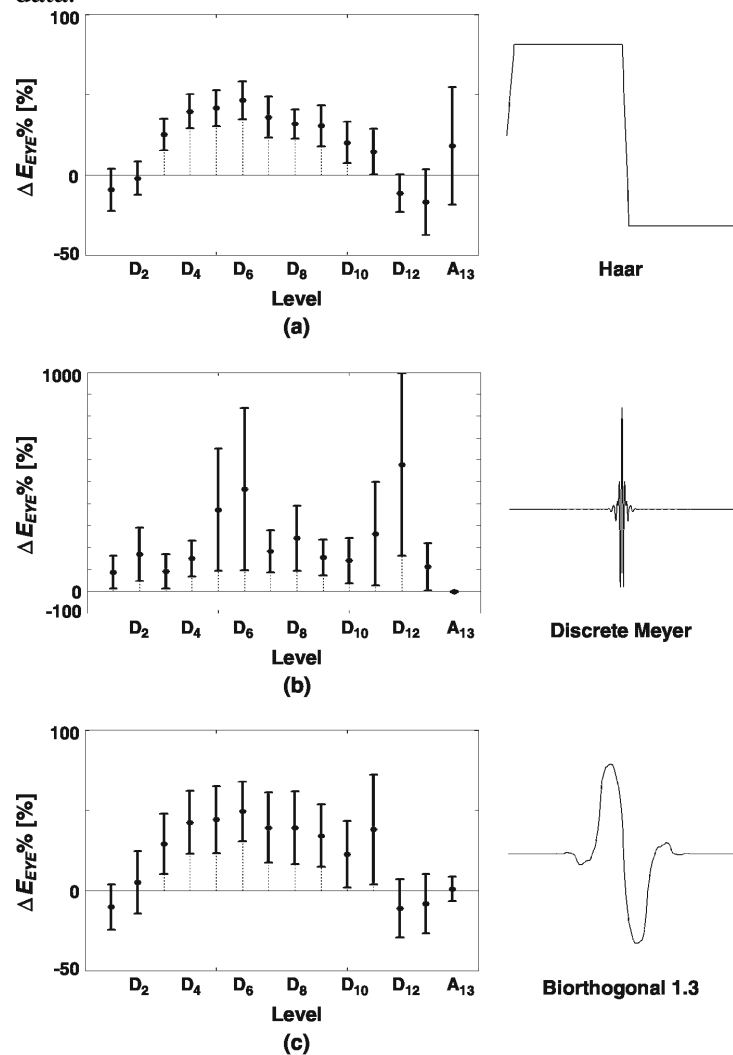 data.
100
0
-50
ΔE_EYE% [%]
D₂ D₄ D₆ D₈ D₁₀ D₁₂ A₁₃
Level
(a)
Haar
1000
0
-100
ΔE_EYE% [%]
D₂ D₄ D₆ D₈ D₁₀ D₁₂ A₁₃
Level
(b)
Discrete Meyer
100
0
-50
ΔE_EYE% [%]
D₂ D₄ D₆ D₈ D₁₀ D₁₂ A₁₃
Level
(c)
Biorthogonal 1.3